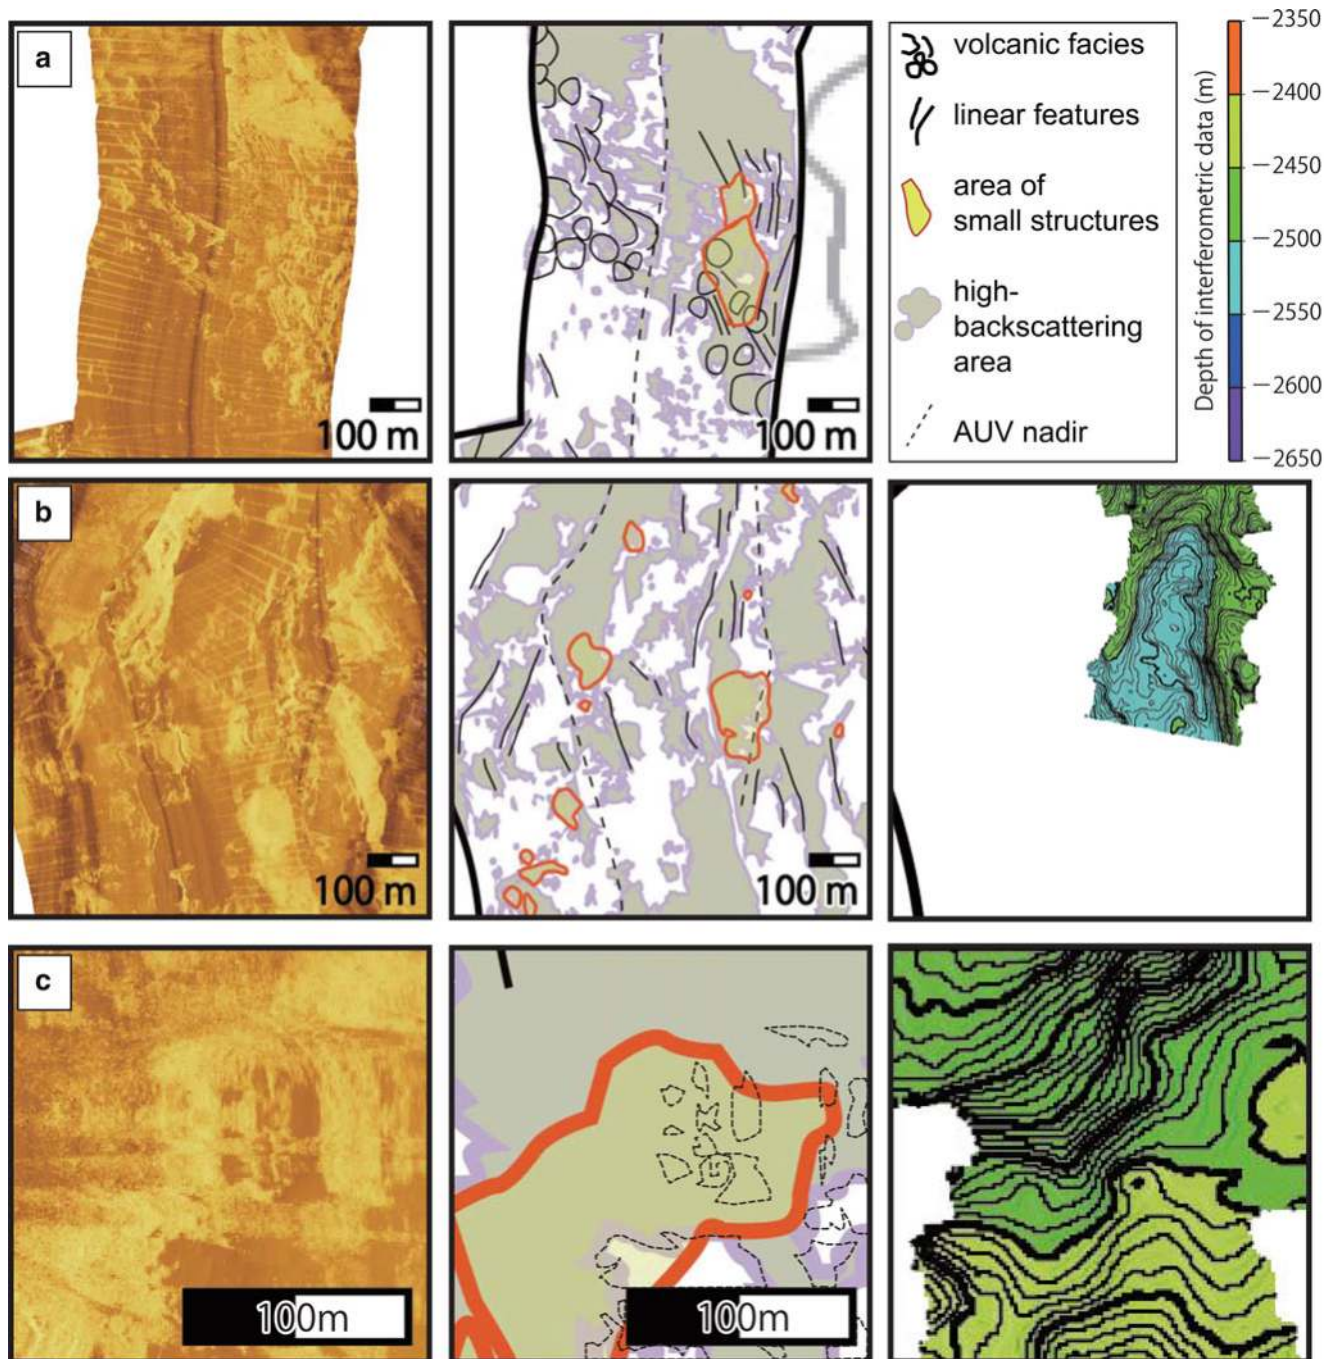 a
100 m
100 m
volcanic facies
linear features
area of
small structures
high-
backscattering
area
AUV nadir
Depth of interferometric data (m)
−2350
−2400
−2450
−2500
−2550
−2600
−2650
b
100 m
100 m
c
100m
100m